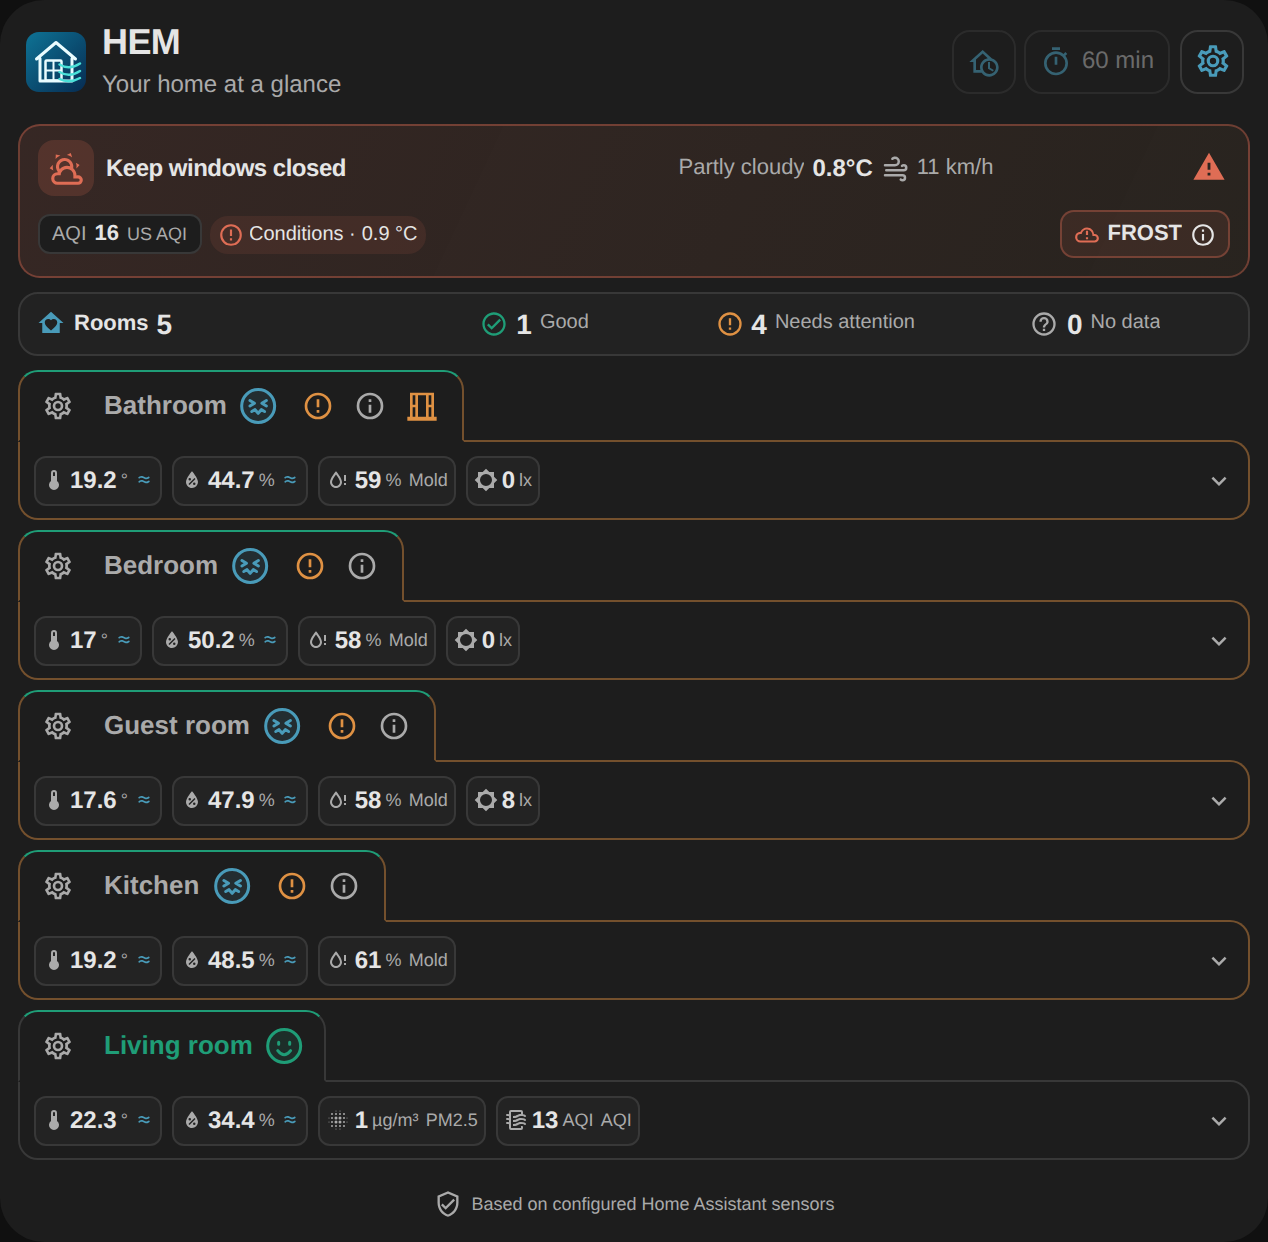 HEM
Your home at a glance
60 min
Keep windows closed
Partly cloudy 0.8°C 11 km/h
AQI 16 US AQI
Conditions · 0.9 °C
FROST
Rooms 5
1 Good
4 Needs attention
0 No data
Bathroom
19.2 ° ≈
44.7 % ≈
59 % Mold
0 lx
Bedroom
17 ° ≈
50.2 % ≈
58 % Mold
0 lx
Guest room
17.6 ° ≈
47.9 % ≈
58 % Mold
8 lx
Kitchen
19.2 ° ≈
48.5 % ≈
61 % Mold
Living room
22.3 ° ≈
34.4 % ≈
1 µg/m³ PM2.5
13 AQI AQI
Based on configured Home Assistant sensors